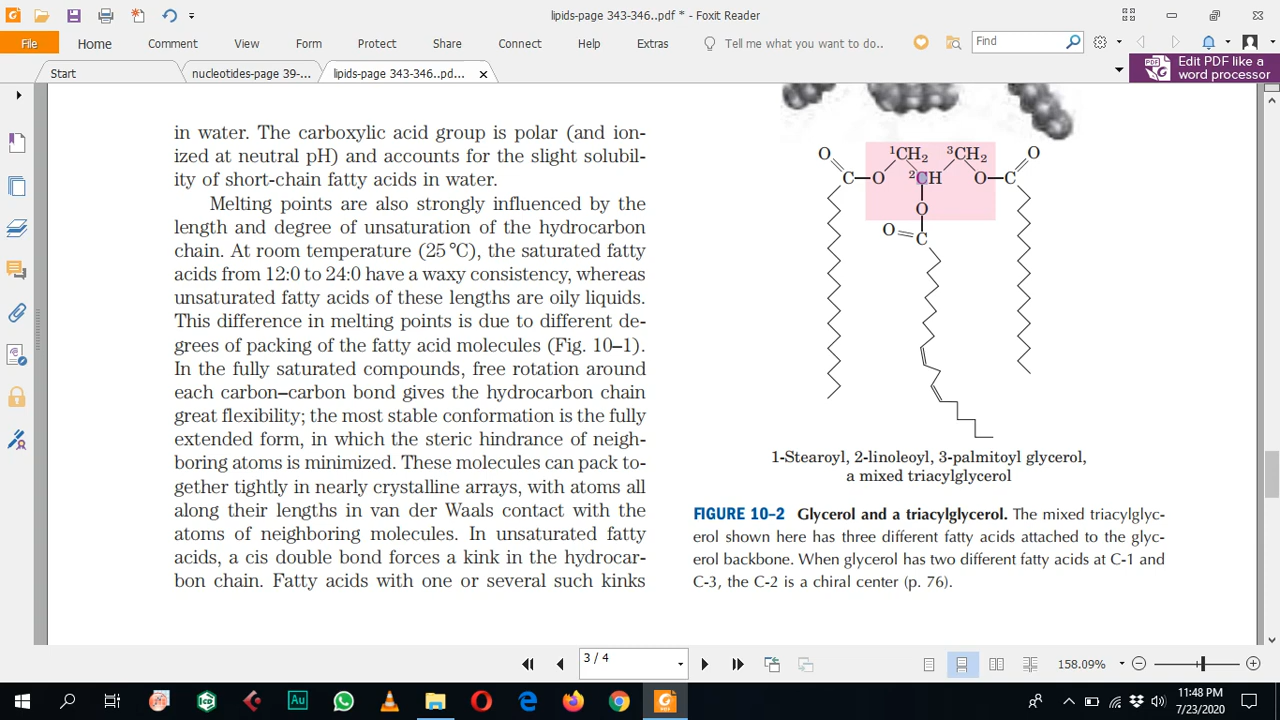 lipids-page 343-346..pdf * - Foxit Reader
File Home Comment View Form Protect Share Connect Help Extras Tell me what you want to do.. Find
Start nucleotides-page 39-... lipids-page 343-346..pd...
Edit PDF like a
word processor
in water. The carboxylic acid group is polar (and ion-
ized at neutral pH) and accounts for the slight solubil-
ity of short-chain fatty acids in water.
Melting points are also strongly influenced by the
length and degree of unsaturation of the hydrocarbon
chain. At room temperature (25 °C), the saturated fatty
acids from 12:0 to 24:0 have a waxy consistency, whereas
unsaturated fatty acids of these lengths are oily liquids.
This difference in melting points is due to different de-
grees of packing of the fatty acid molecules (Fig. 10–1).
In the fully saturated compounds, free rotation around
each carbon–carbon bond gives the hydrocarbon chain
great flexibility; the most stable conformation is the fully
extended form, in which the steric hindrance of neigh-
boring atoms is minimized. These molecules can pack to-
gether tightly in nearly crystalline arrays, with atoms all
along their lengths in van der Waals contact with the
atoms of neighboring molecules. In unsaturated fatty
acids, a cis double bond forces a kink in the hydrocar-
bon chain. Fatty acids with one or several such kinks
O ¹CH₂ ³CH₂ O
C O ²CH O C
O
O C
1-Stearoyl, 2-linoleoyl, 3-palmitoyl glycerol,
a mixed triacylglycerol
FIGURE 10–2 Glycerol and a triacylglycerol. The mixed triacylglyc-
erol shown here has three different fatty acids attached to the glyc-
erol backbone. When glycerol has two different fatty acids at C-1 and
C-3, the C-2 is a chiral center (p. 76).
3 / 4 158.09%
Au 11:48 PM
7/23/2020